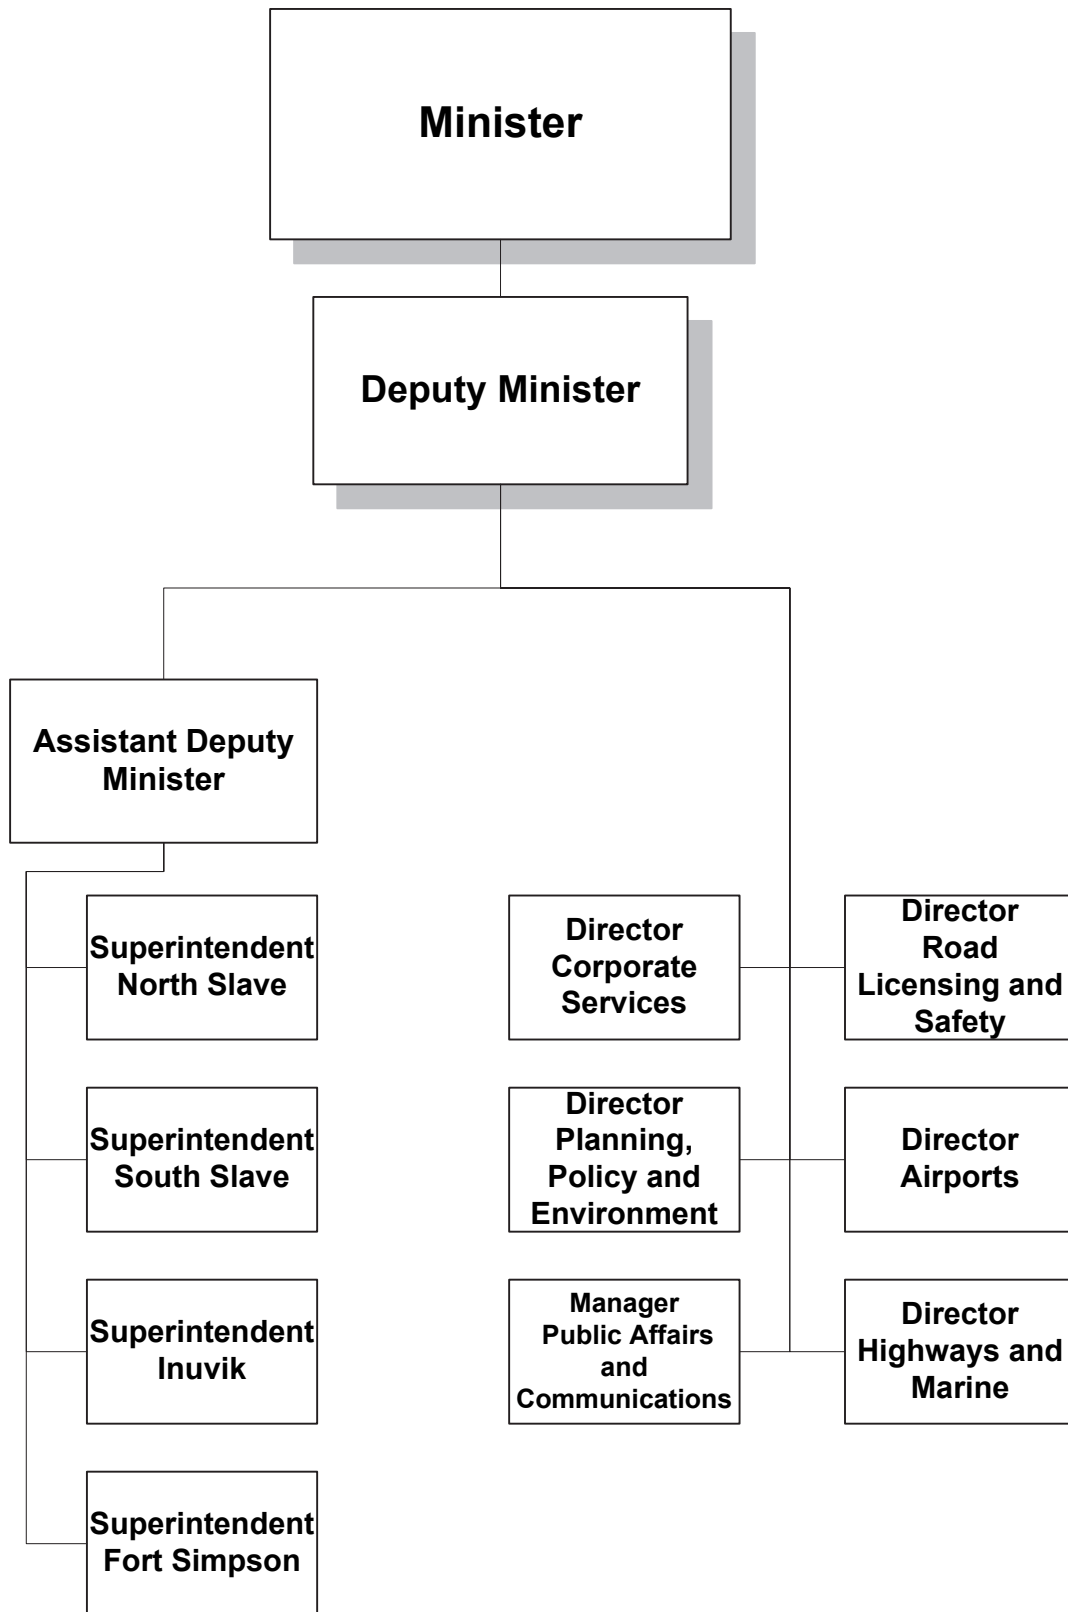 Minister
Deputy Minister
Assistant Deputy
Minister
Superintendent
North Slave
Superintendent
South Slave
Superintendent
Inuvik
Superintendent
Fort Simpson
Director
Corporate
Services
Director
Planning,
Policy and
Environment
Manager
Public Affairs
and
Communications
Director
Road
Licensing and
Safety
Director
Airports
Director
Highways and
Marine